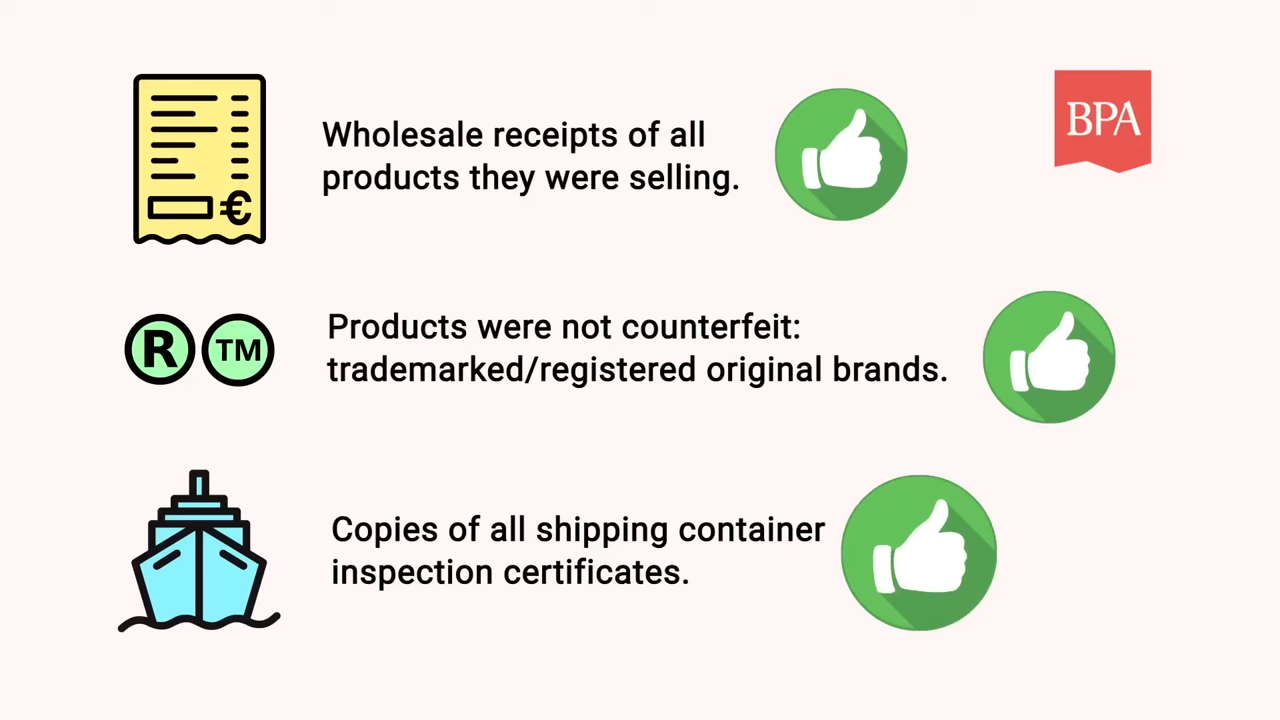 BPA
Wholesale receipts of all
products they were selling.
€
® TM
Products were not counterfeit:
trademarked/registered original brands.
Copies of all shipping container
inspection certificates.